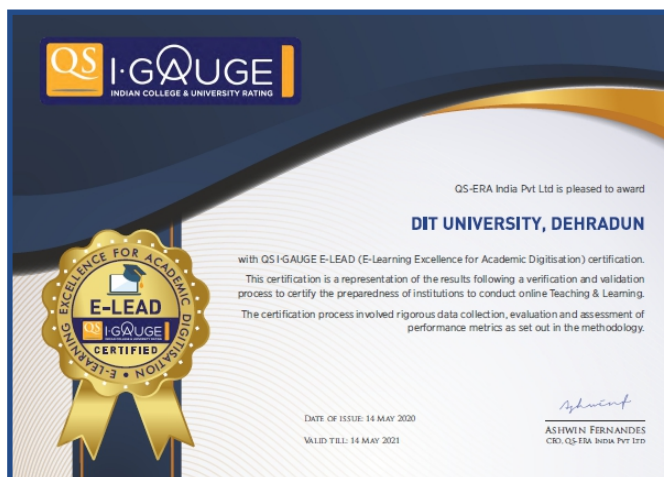 QS I·GAUGE
INDIAN COLLEGE & UNIVERSITY RATING
QS-ERA India Pvt Ltd is pleased to award
DIT UNIVERSITY, DEHRADUN
with QS I·GAUGE E-LEAD (E-Learning Excellence for Academic Digitisation) certification.
This certification is a representation of the results following a verification and validation
process to certify the preparedness of institutions to conduct online Teaching & Learning.
The certification process involved rigorous data collection, evaluation and assessment of
performance metrics as set out in the methodology.
E-LEARNING EXCELLENCE FOR ACADEMIC DIGITISATION
E-LEAD
QS I·GAUGE
INDIAN COLLEGE & UNIVERSITY RATING
CERTIFIED
DATE OF ISSUE: 14 MAY 2020
VALID TILL: 14 MAY 2021
Ashwin F
ASHWIN FERNANDES
CEO, QS-ERA INDIA PVT LTD